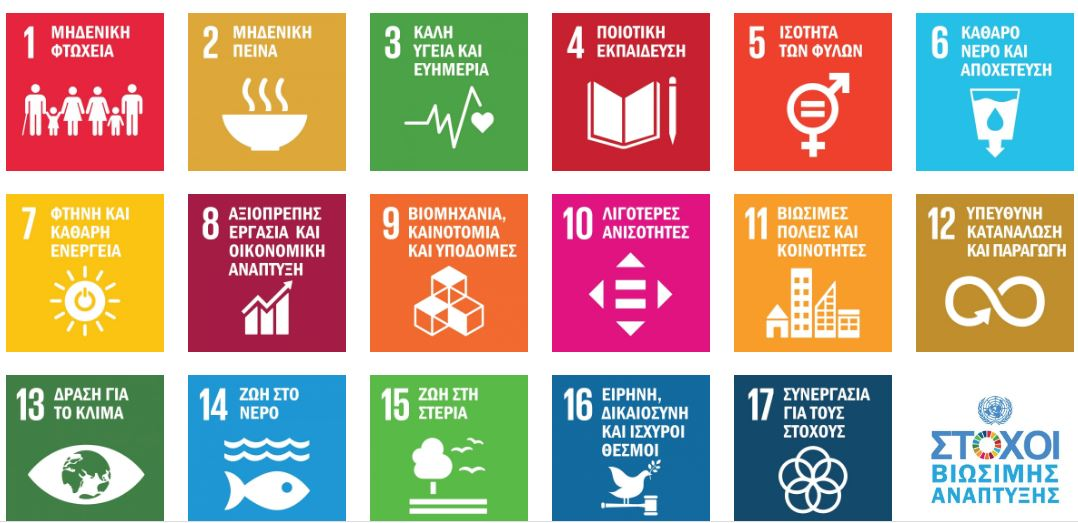 1 ΜΗΔΕΝΙΚΗ
ΦΤΩΧΕΙΑ
2 ΜΗΔΕΝΙΚΗ
ΠΕΙΝΑ
3 ΚΑΛΗ
ΥΓΕΙΑ ΚΑΙ
ΕΥΗΜΕΡΙΑ
4 ΠΟΙΟΤΙΚΗ
ΕΚΠΑΙΔΕΥΣΗ
5 ΙΣΟΤΗΤΑ
ΤΩΝ ΦΥΛΩΝ
6 ΚΑΘΑΡΟ
ΝΕΡΟ ΚΑΙ
ΑΠΟΧΕΤΕΥΣΗ
7 ΦΤΗΝΗ ΚΑΙ
ΚΑΘΑΡΗ
ΕΝΕΡΓΕΙΑ
8 ΑΞΙΟΠΡΕΠΗΣ
ΕΡΓΑΣΙΑ ΚΑΙ
ΟΙΚΟΝΟΜΙΚΗ
ΑΝΑΠΤΥΞΗ
9 ΒΙΟΜΗΧΑΝΙΑ,
ΚΑΙΝΟΤΟΜΙΑ
ΚΑΙ ΥΠΟΔΟΜΕΣ
10 ΛΙΓΟΤΕΡΕΣ
ΑΝΙΣΟΤΗΤΕΣ
11 ΒΙΩΣΙΜΕΣ
ΠΟΛΕΙΣ ΚΑΙ
ΚΟΙΝΟΤΗΤΕΣ
12 ΥΠΕΥΘΥΝΗ
ΚΑΤΑΝΑΛΩΣΗ
ΚΑΙ ΠΑΡΑΓΩΓΗ
13 ΔΡΑΣΗ ΓΙΑ
ΤΟ ΚΛΙΜΑ
14 ΖΩΗ ΣΤΟ
ΝΕΡΟ
15 ΖΩΗ ΣΤΗ
ΣΤΕΡΙΑ
16 ΕΙΡΗΝΗ,
ΔΙΚΑΙΟΣΥΝΗ
ΚΑΙ ΙΣΧΥΡΟΙ
ΘΕΣΜΟΙ
17 ΣΥΝΕΡΓΑΣΙΑ
ΓΙΑ ΤΟΥΣ
ΣΤΟΧΟΥΣ
ΣΤΟΧΟΙ
ΒΙΩΣΙΜΗΣ
ΑΝΑΠΤΥΞΗΣ